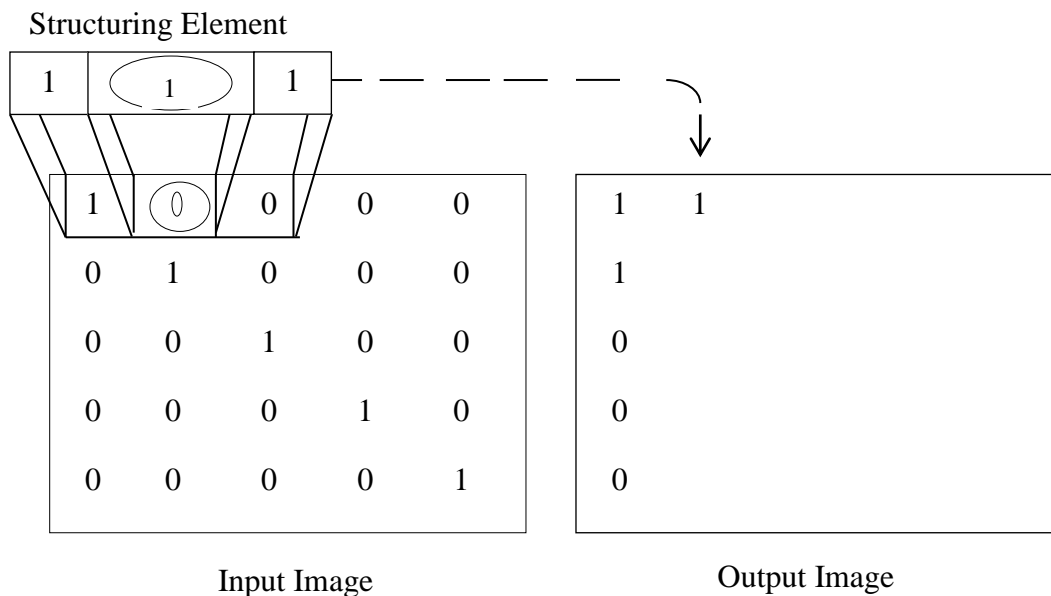 Structuring Element
1 1 1
1 0 0 0 0 1 1
0 1 0 0 0 1
0 0 1 0 0 0
0 0 0 1 0 0
0 0 0 0 1 0
Input Image Output Image